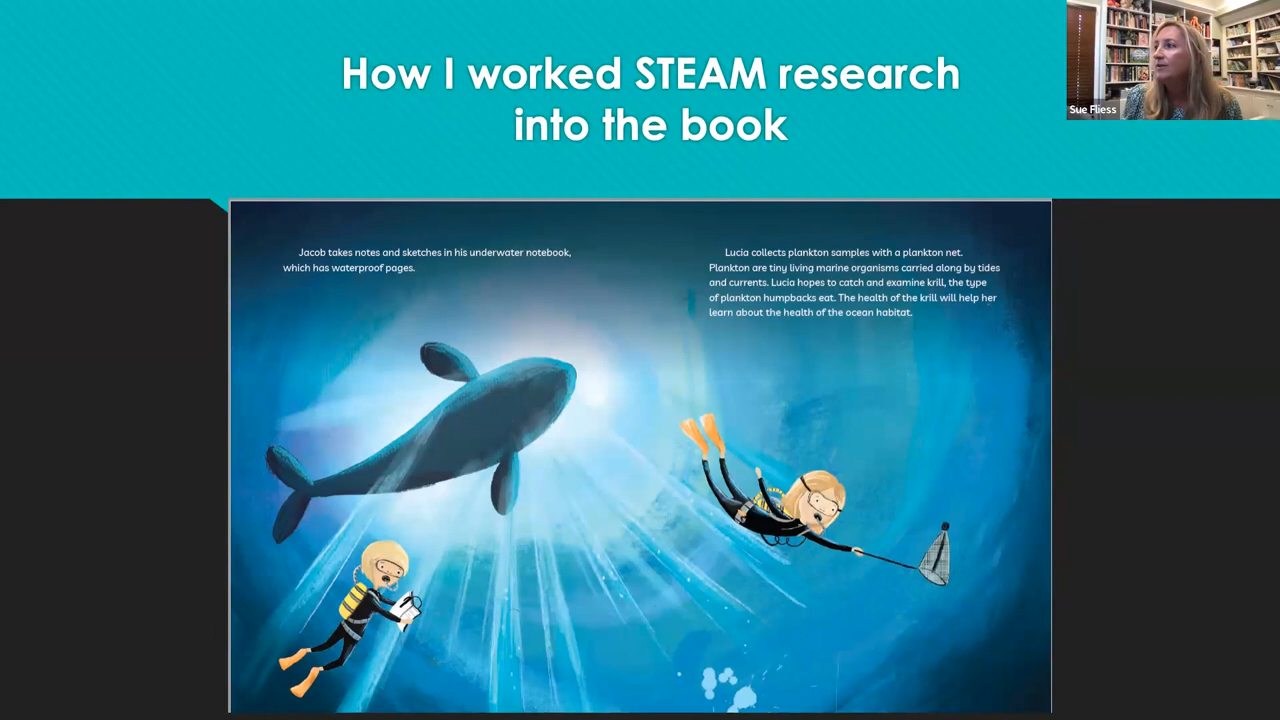 How I worked STEAM research
into the book
Sue Fliess
Jacob takes notes and sketches in his underwater notebook,
which has waterproof pages.
Lucia collects plankton samples with a plankton net.
Plankton are tiny living marine organisms carried along by tides
and currents. Lucia hopes to catch and examine krill, the type
of plankton humpbacks eat. The health of the krill will help her
learn about the health of the ocean habitat.